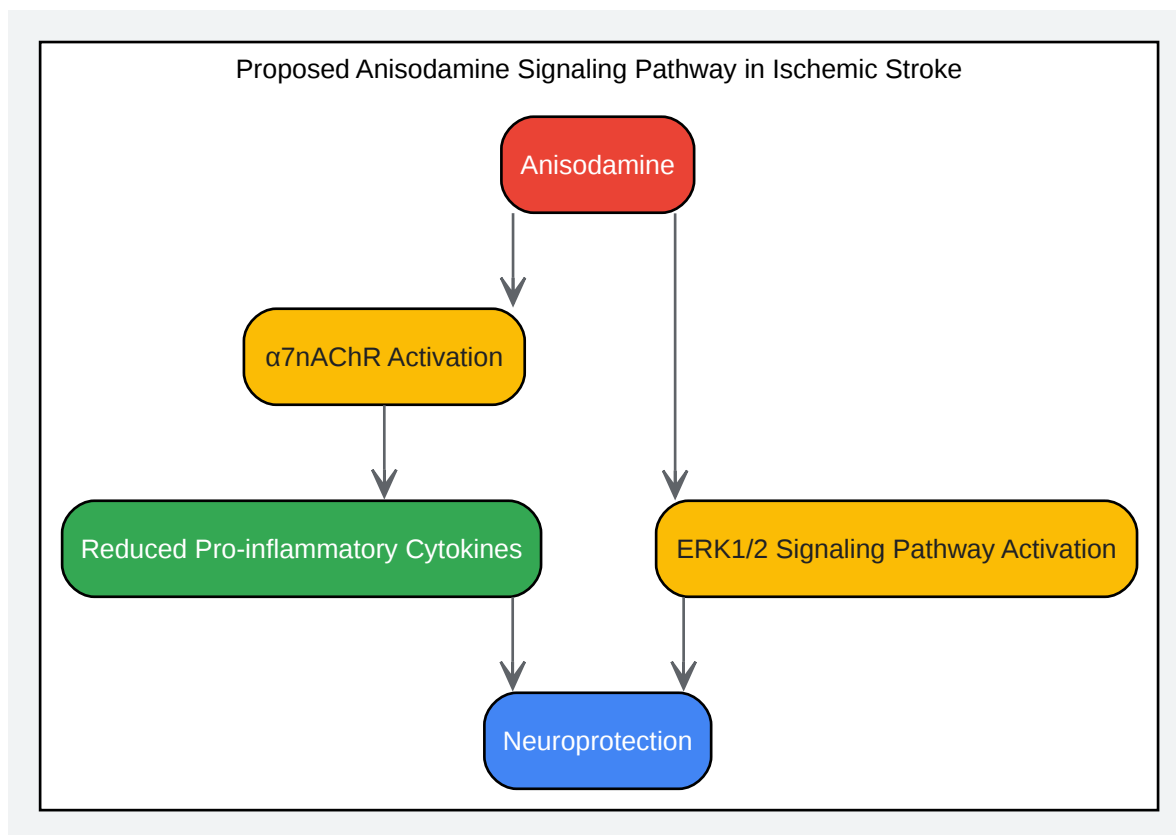 Proposed Anisodamine Signaling Pathway in Ischemic Stroke
Anisodamine
α7nAChR Activation
Reduced Pro-inflammatory Cytokines
ERK1/2 Signaling Pathway Activation
Neuroprotection